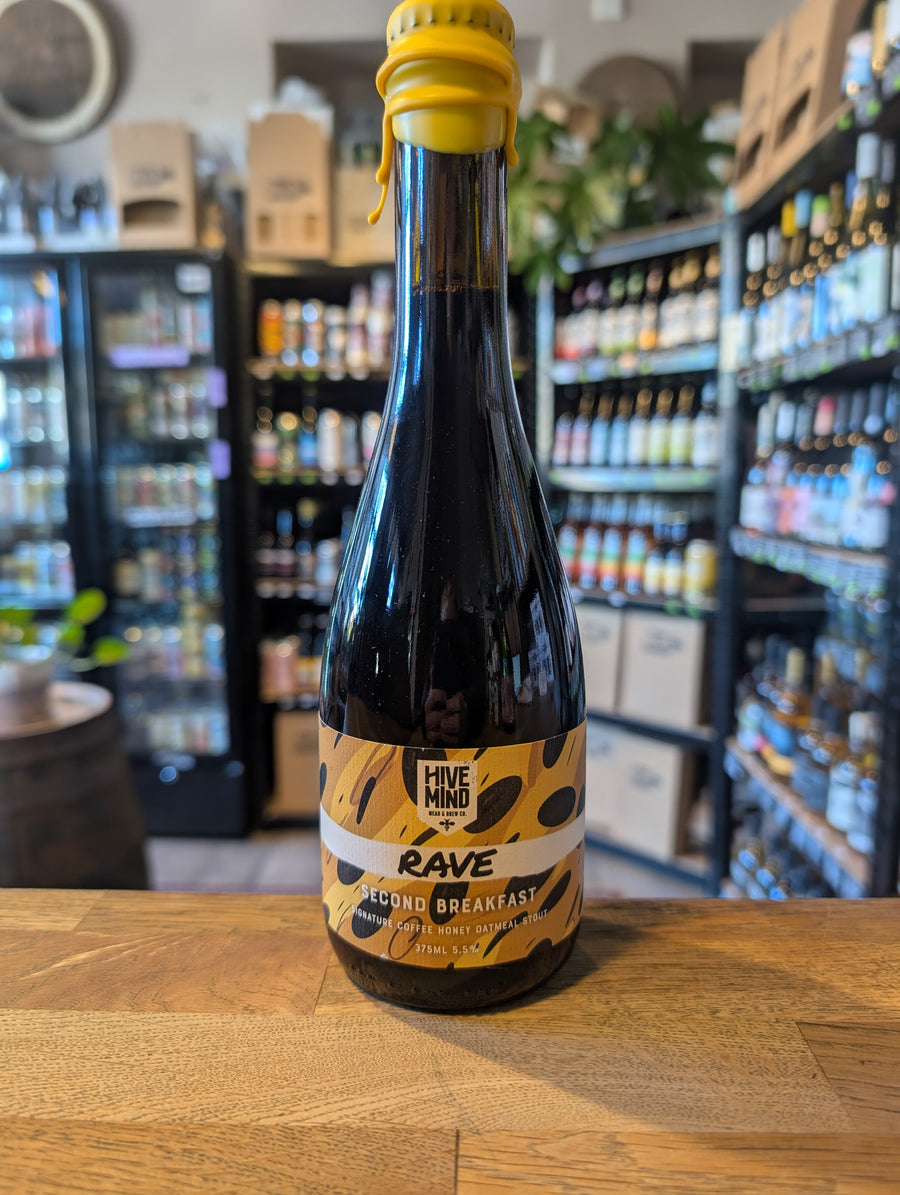 HIVE
MIND
MEAD & BREW CO.
RAVE
SECOND BREAKFAST
SIGNATURE COFFEE HONEY OATMEAL STOUT
375ML 5.5%